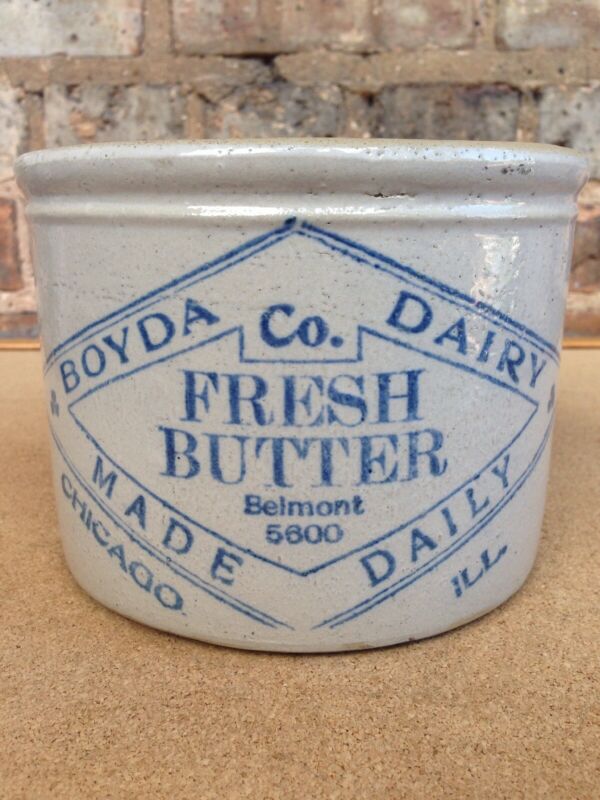 BOYDA Co. DAIRY
FRESH
BUTTER
Belmont
5600
MADE DAILY
CHICAGO ILL.